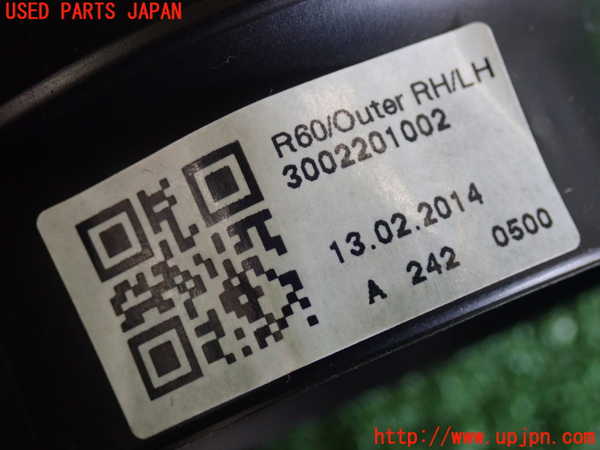 USED PARTS JAPAN
R60/Outer RH/LH
3002201002
13.02.2014
A 242 0500
http://www.upjpn.com/